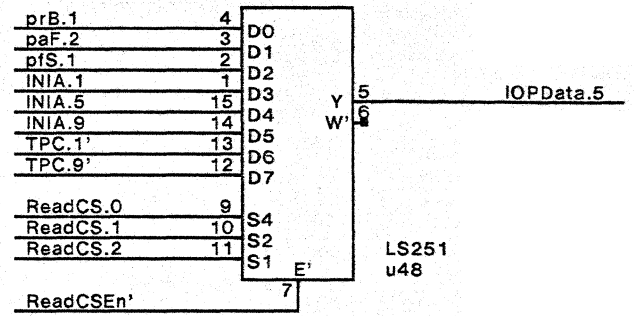 prB.1 4 D0
paF.2 3 D1
pfS.1 2 D2
INIA.1 1 D3
INIA.5 15 D4
INIA.9 14 D5
TPC.1' 13 D6
TPC.9' 12 D7
Y 5 IOPData.5
W' 6
ReadCS.0 9 S4
ReadCS.1 10 S2
ReadCS.2 11 S1
E'
7
ReadCSEn'
LS251
u48